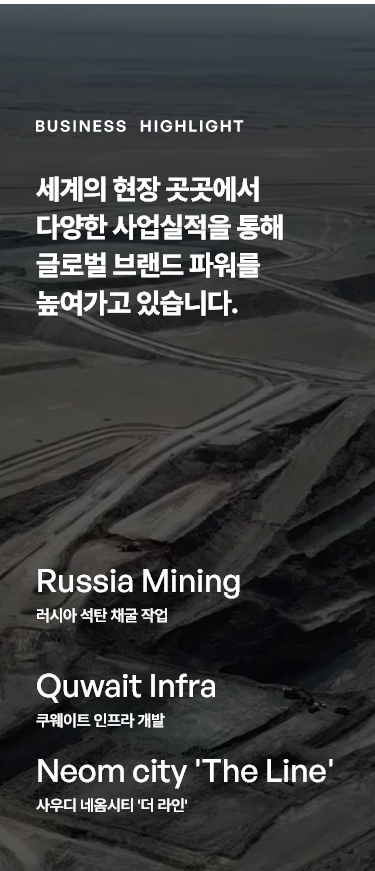 BUSINESS HIGHLIGHT
세계의 현장 곳곳에서
다양한 사업실적을 통해
글로벌 브랜드 파워를
높여가고 있습니다.
Russia Mining
러시아 석탄 채굴 작업
Quwait Infra
쿠웨이트 인프라 개발
Neom city 'The Line'
사우디 네옴시티 '더 라인'